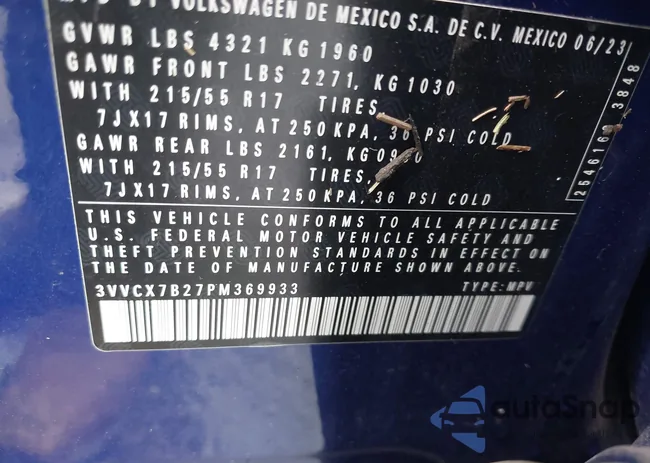 VOLKSWAGEN DE MEXICO S.A. DE C.V. MEXICO 06/23
GVWR LBS 4321 KG 1960
GAWR FRONT LBS 2271, KG 1030
WITH 215/55 R17 TIRES,
7JX17 RIMS, AT 250 KPA, 36 PSI COLD
GAWR REAR LBS 2161, KG
WITH 215/55 R17 TIRES,
7JX17 RIMS, AT 250 KPA, 36 PSI COLD
THIS VEHICLE CONFORMS TO ALL APPLICABLE
U.S. FEDERAL MOTOR VEHICLE SAFETY AND
THEFT PREVENTION STANDARDS IN EFFECT ON
THE DATE OF MANUFACTURE SHOWN ABOVE.
3VVCX7B27PM369933 TYPE: MPV
autoSnap